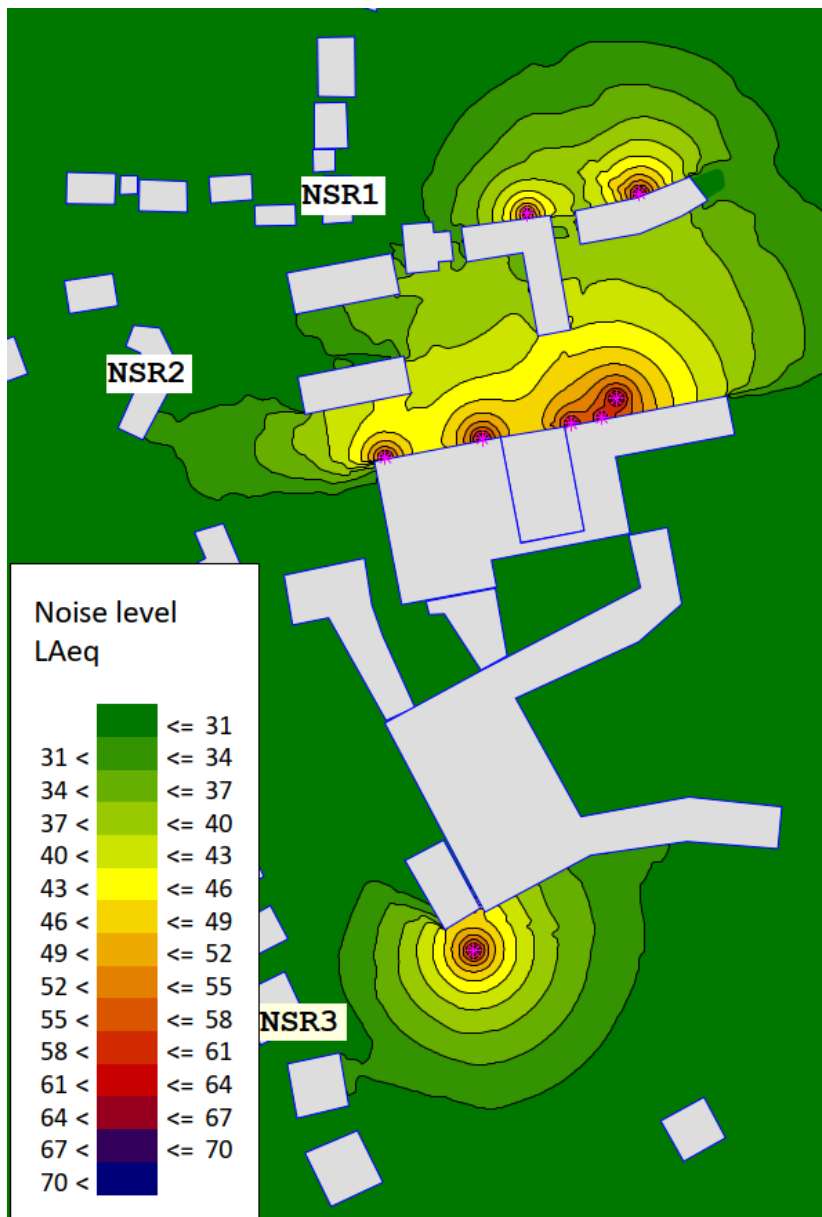 NSR1
NSR2
Noise level
LAeq
<= 31
31 < <= 34
34 < <= 37
37 < <= 40
40 < <= 43
43 < <= 46
46 < <= 49
49 < <= 52
52 < <= 55
55 < <= 58
58 < <= 61
61 < <= 64
64 < <= 67
67 < <= 70
70 <
NSR3